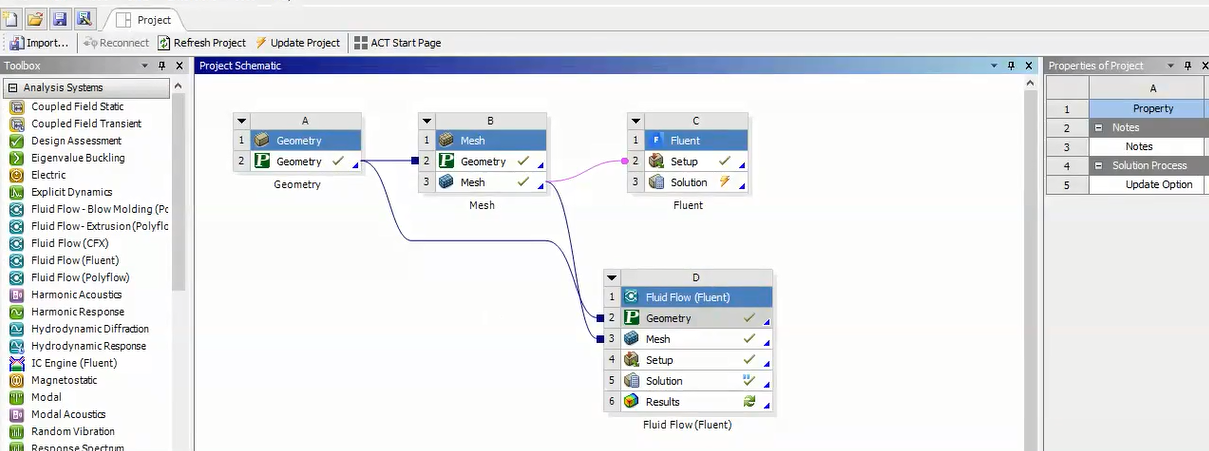 Project
Import... Reconnect Refresh Project Update Project ACT Start Page
Toolbox
Analysis Systems
Coupled Field Static
Coupled Field Transient
Design Assessment
Eigenvalue Buckling
Electric
Explicit Dynamics
Fluid Flow - Blow Molding (Po
Fluid Flow - Extrusion (Polyflo
Fluid Flow (CFX)
Fluid Flow (Fluent)
Fluid Flow (Polyflow)
Harmonic Acoustics
Harmonic Response
Hydrodynamic Diffraction
Hydrodynamic Response
IC Engine (Fluent)
Magnetostatic
Modal
Modal Acoustics
Random Vibration
Response Spectrum
Project Schematic
A
1 Geometry
2 P Geometry
Geometry
B
1 Mesh
2 P Geometry
3 Mesh
Mesh
C
1 F Fluent
2 Setup
3 Solution
Fluent
D
1 Fluid Flow (Fluent)
2 P Geometry
3 Mesh
4 Setup
5 Solution
6 Results
Fluid Flow (Fluent)
Properties of Project
A
1 Property
2 Notes
3 Notes
4 Solution Process
5 Update Option